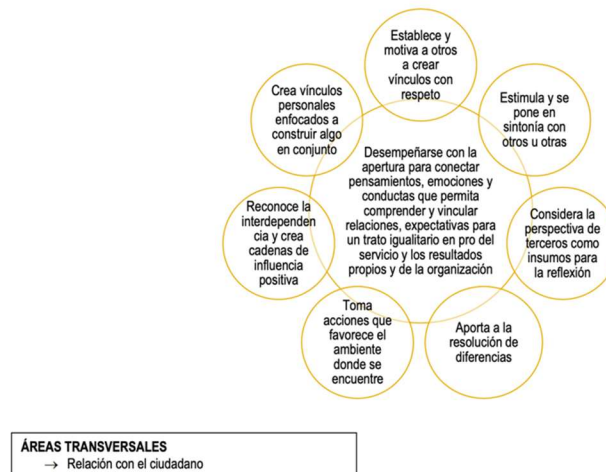 Establece y
motiva a otros
a crear
vínculos con
respeto
Estimula y se
pone en
sintonía con
otros u otras
Considera la
perspectiva de
terceros como
insumos para
la reflexión
Aporta a la
resolución de
diferencias
Toma
acciones que
favorece el
ambiente
donde se
encuentre
Reconoce la
interdependen
cia y crea
cadenas de
influencia
positiva
Crea vínculos
personales
enfocados a
construir algo
en conjunto
Desempeñarse con la
apertura para conectar
pensamientos, emociones y
conductas que permita
comprender y vincular
relaciones, expectativas para
un trato igualitario en pro del
servicio y los resultados
propios y de la organización
ÁREAS TRANSVERSALES
→ Relación con el ciudadano